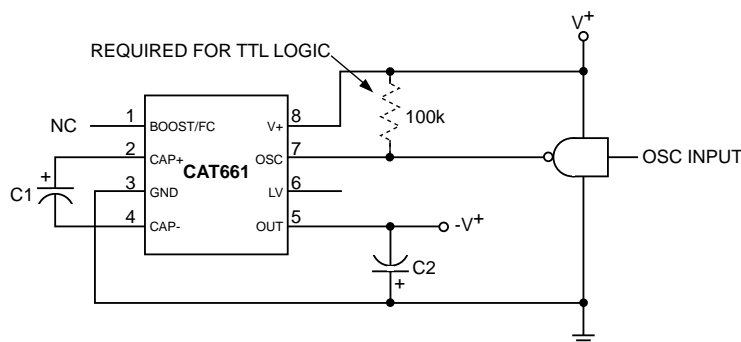 V+
REQUIRED FOR TTL LOGIC
NC
1
BOOST/FC
V+
8
100k
2
CAP+
OSC
7
OSC INPUT
CAT661
C1
+
3
GND
LV
6
4
CAP-
OUT
5
-V+
C2
+